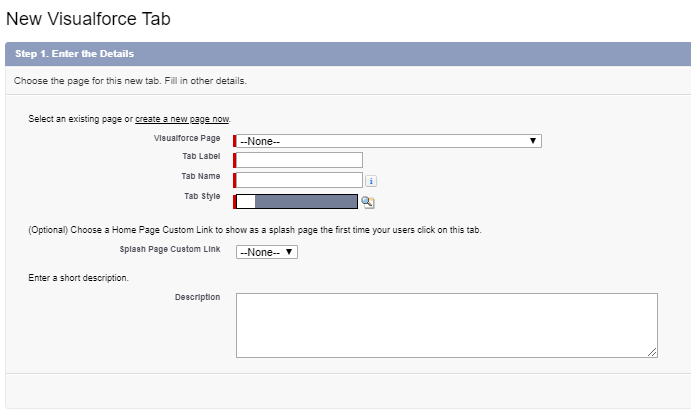 New Visualforce Tab
Step 1. Enter the Details
Choose the page for this new tab. Fill in other details.
Select an existing page or create a new page now.
Visualforce Page --None--
Tab Label
Tab Name i
Tab Style
(Optional) Choose a Home Page Custom Link to show as a splash page the first time your users click on this tab.
Splash Page Custom Link --None--
Enter a short description.
Description